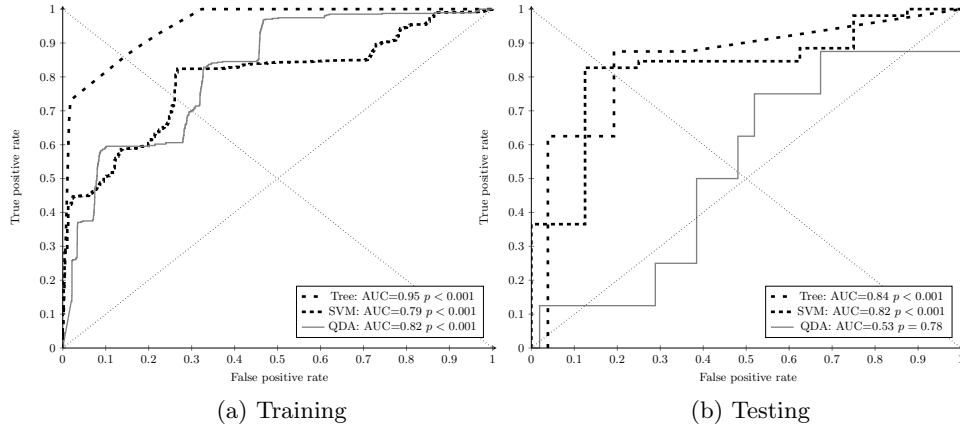 1
0.9
0.8
0.7
0.6
0.5
0.4
0.3
0.2
0.1
0
True positive rate
Tree: AUC=0.95 p < 0.001
SVM: AUC=0.79 p < 0.001
QDA: AUC=0.82 p < 0.001
0 0.1 0.2 0.3 0.4 0.5 0.6 0.7 0.8 0.9 1
False positive rate
(a) Training
1
0.9
0.8
0.7
0.6
0.5
0.4
0.3
0.2
0.1
0
True positive rate
Tree: AUC=0.84 p < 0.001
SVM: AUC=0.82 p < 0.001
QDA: AUC=0.53 p = 0.78
0 0.1 0.2 0.3 0.4 0.5 0.6 0.7 0.8 0.9 1
False positive rate
(b) Testing